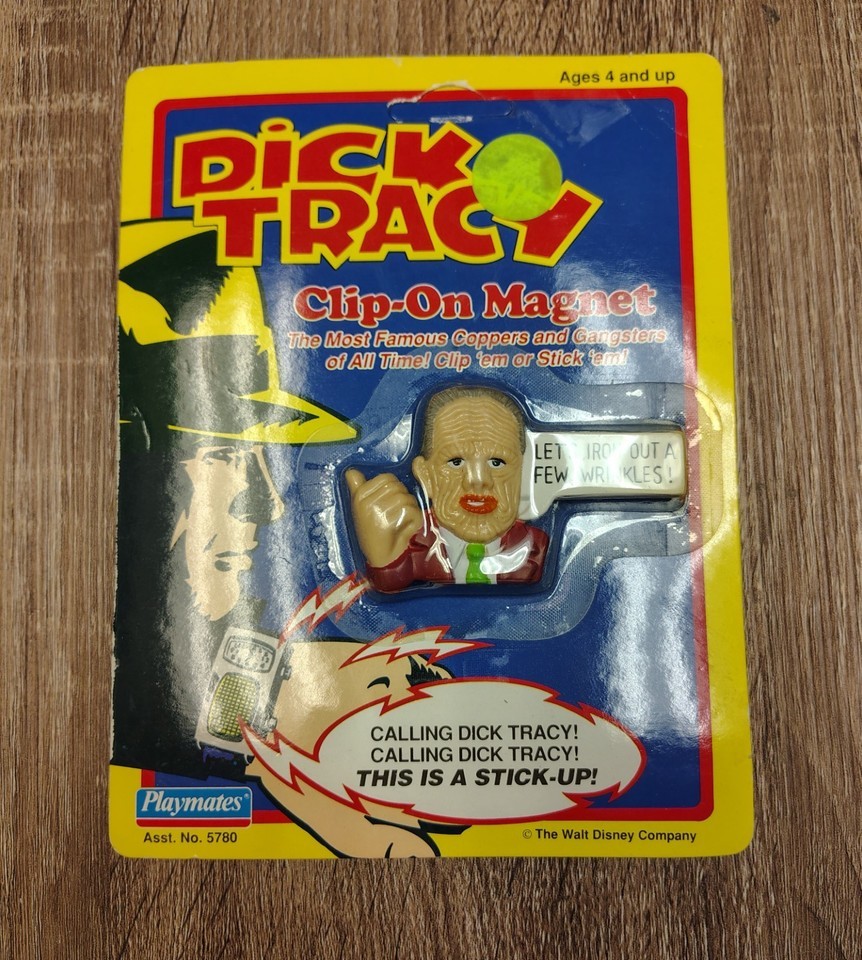 Ages 4 and up
DiCK
TRACY
Clip-On Magnet
The Most Famous Coppers and Gangsters
of All Time! Clip 'em or Stick 'em!
LET'S IRON OUT A
FEW WRINKLES!
CALLING DICK TRACY!
CALLING DICK TRACY!
THIS IS A STICK-UP!
Playmates®
Asst. No. 5780
© The Walt Disney Company